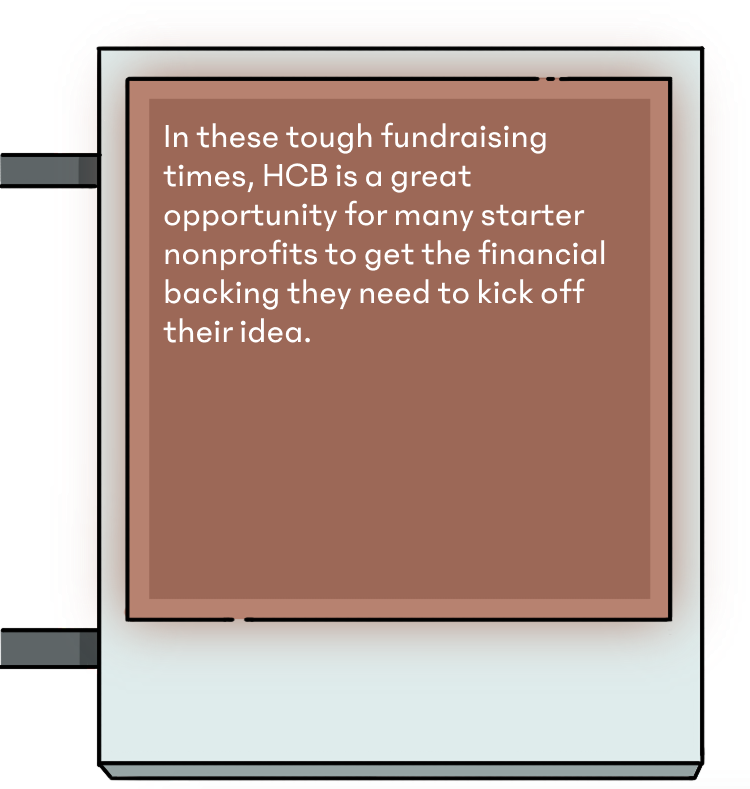 In these tough fundraising
times, HCB is a great
opportunity for many starter
nonprofits to get the financial
backing they need to kick off
their idea.